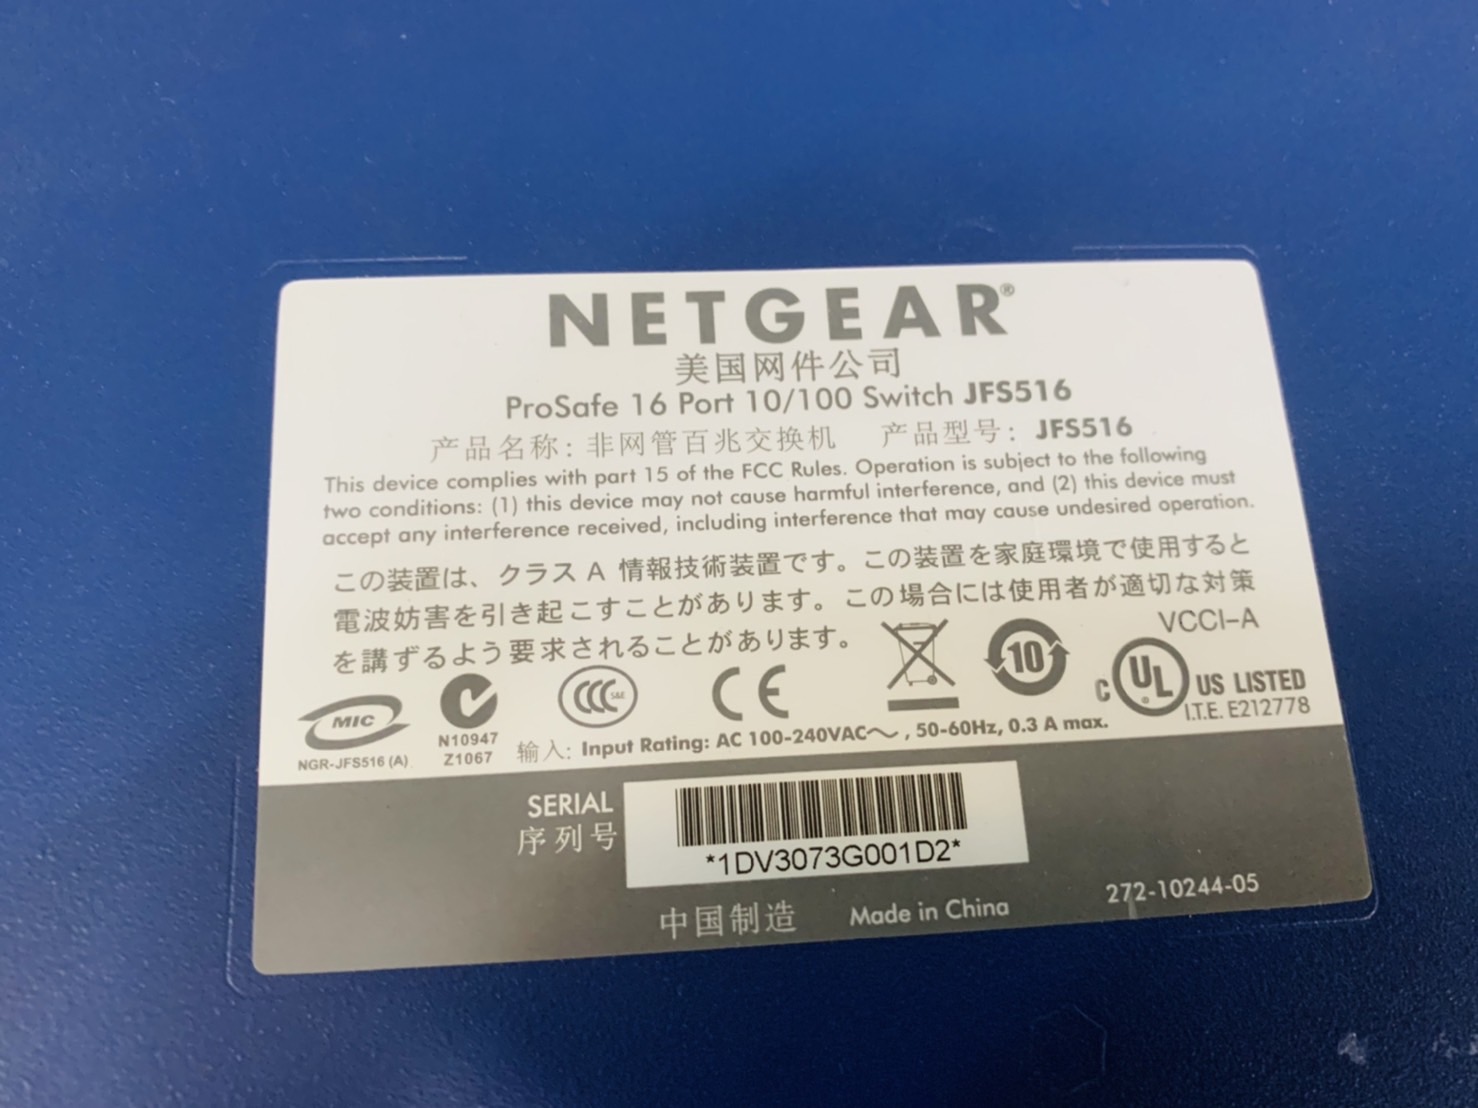 NETGEAR®
美国网件公司
ProSafe 16 Port 10/100 Switch JFS516
产品名称: 非网管百兆交换机 产品型号: JFS516
This device complies with part 15 of the FCC Rules. Operation is subject to the following
two conditions: (1) this device may not cause harmful interference, and (2) this device must
accept any interference received, including interference that may cause undesired operation.
この装置は、クラス A 情報技術装置です。この装置を家庭環境で使用すると
電波妨害を引き起こすことがあります。この場合には使用者が適切な対策
を講ずるよう要求されることがあります。
VCCI-A
MIC
NGR-JFS516 (A)
N10947
Z1067
CCC S&E
CE
10
c UL US LISTED
I.T.E. E212778
输入: Input Rating: AC 100-240VAC～, 50-60Hz, 0.3 A max.
SERIAL
序列号
*1DV3073G001D2*
中国制造 Made in China
272-10244-05